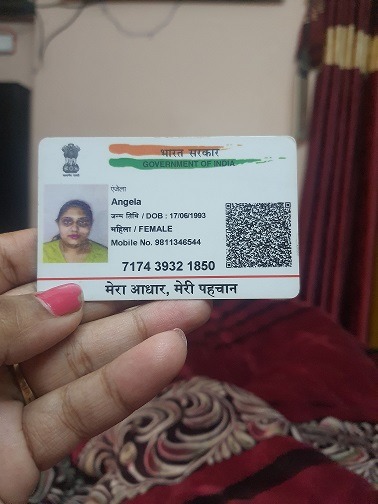 भारत सरकार
GOVERNMENT OF INDIA
एंजेला
Angela
जन्म तिथि / DOB : 17/06/1993
महिला / FEMALE
Mobile No. 9811346544
7174 3932 1850
मेरा आधार, मेरी पहचान